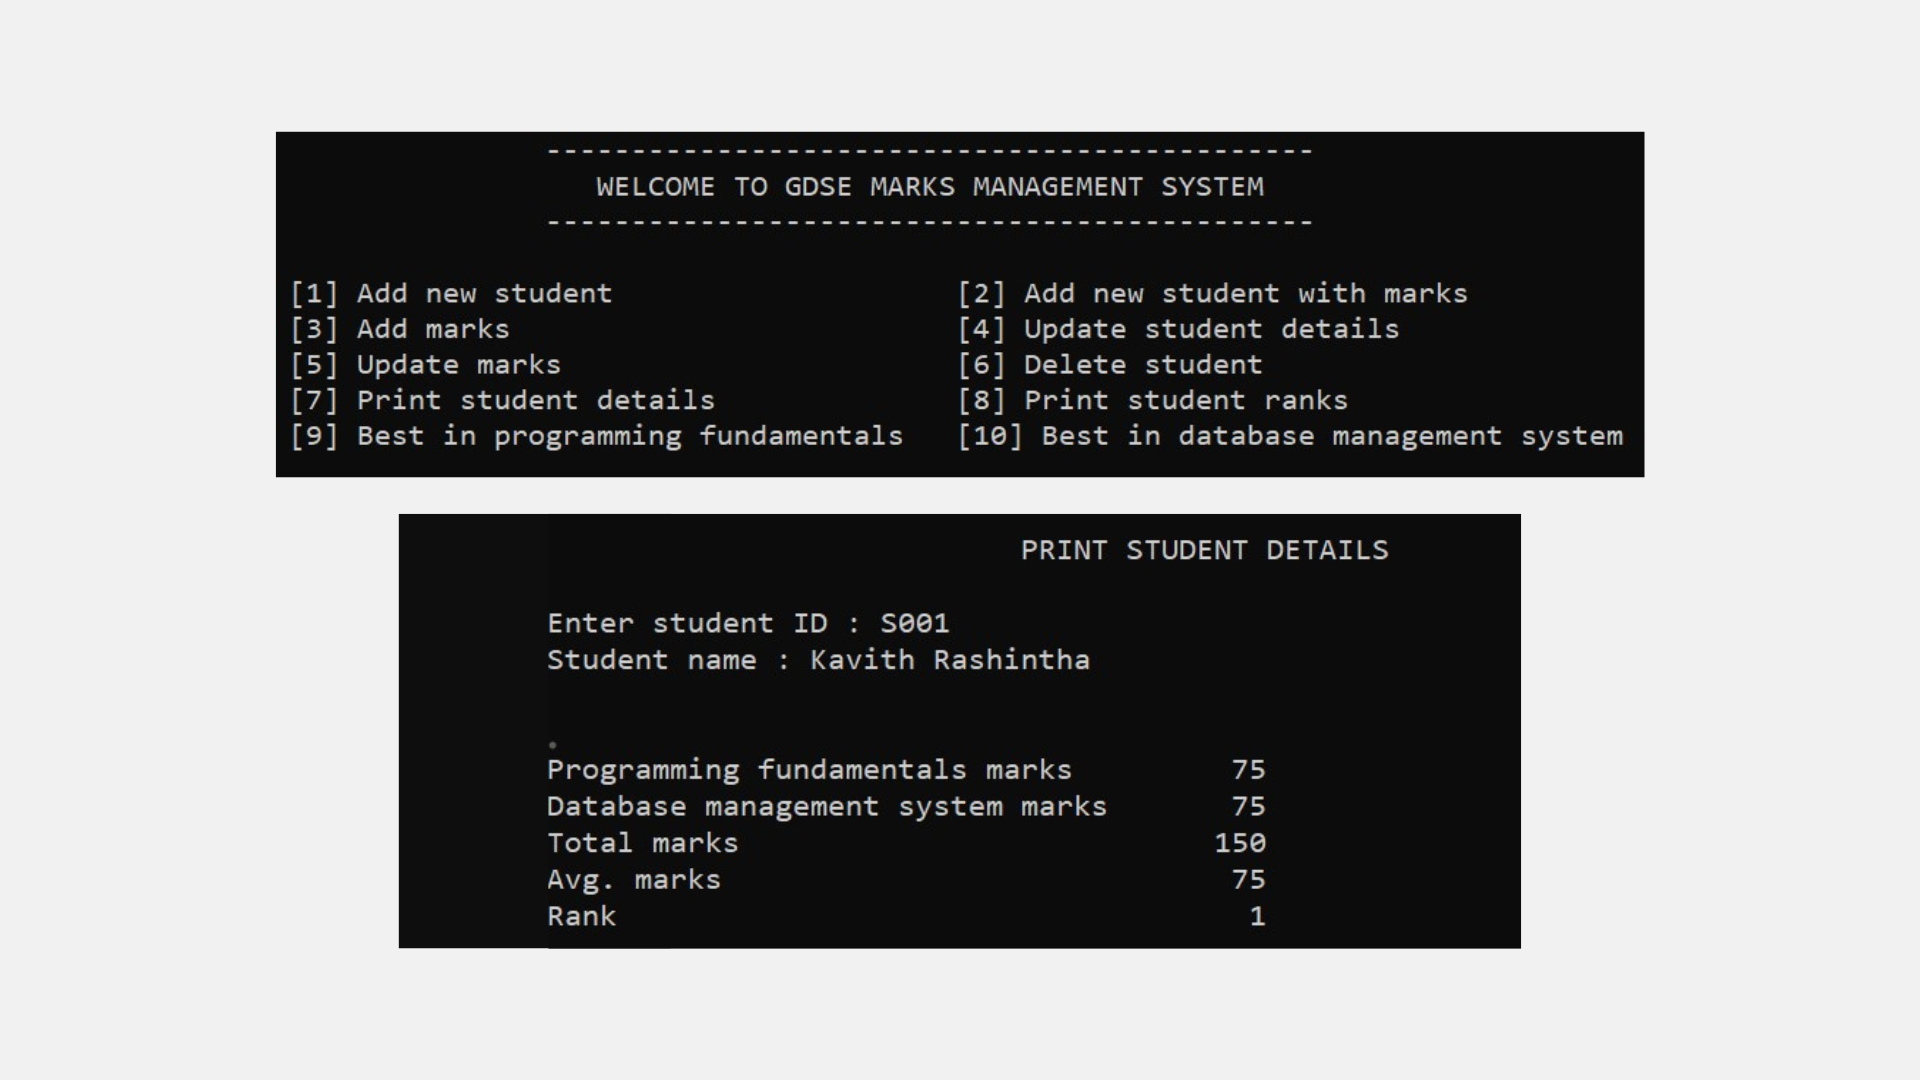 ---------------------------------------------
WELCOME TO GDSE MARKS MANAGEMENT SYSTEM
---------------------------------------------
[1] Add new student [2] Add new student with marks
[3] Add marks [4] Update student details
[5] Update marks [6] Delete student
[7] Print student details [8] Print student ranks
[9] Best in programming fundamentals [10] Best in database management system
PRINT STUDENT DETAILS
Enter student ID : S001
Student name : Kavith Rashintha
Programming fundamentals marks 75
Database management system marks 75
Total marks 150
Avg. marks 75
Rank 1